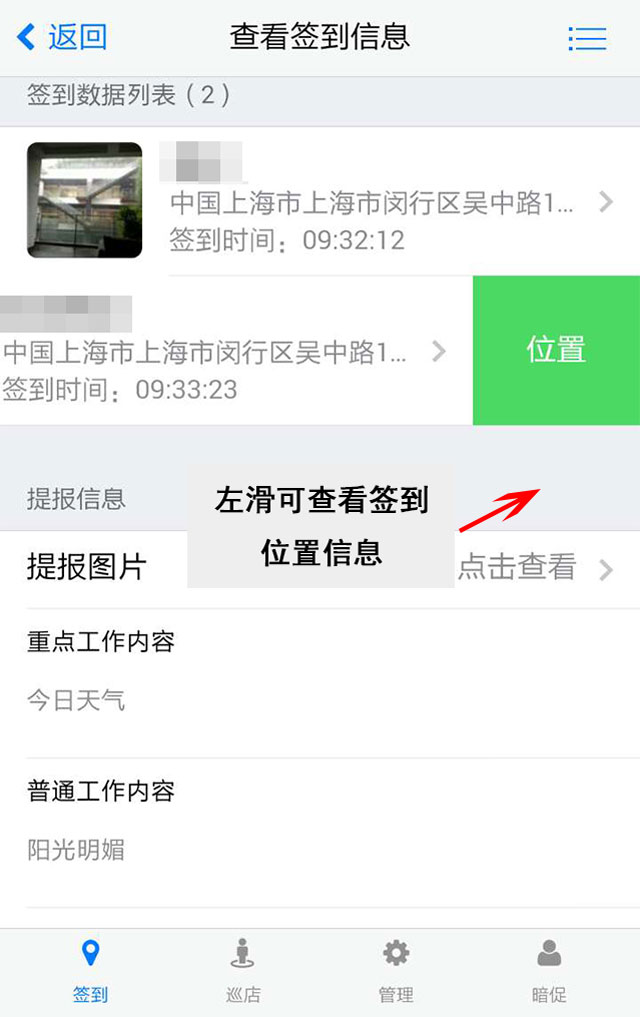 返回
查看签到信息
签到数据列表（2）
中国上海市上海市闵行区吴中路1...
签到时间：09:32:12
中国上海市上海市闵行区吴中路1...
签到时间：09:33:23
位置
提报信息
左滑可查看签到
位置信息
提报图片
点击查看
重点工作内容
今日天气
普通工作内容
阳光明媚
签到
巡店
管理
暗促